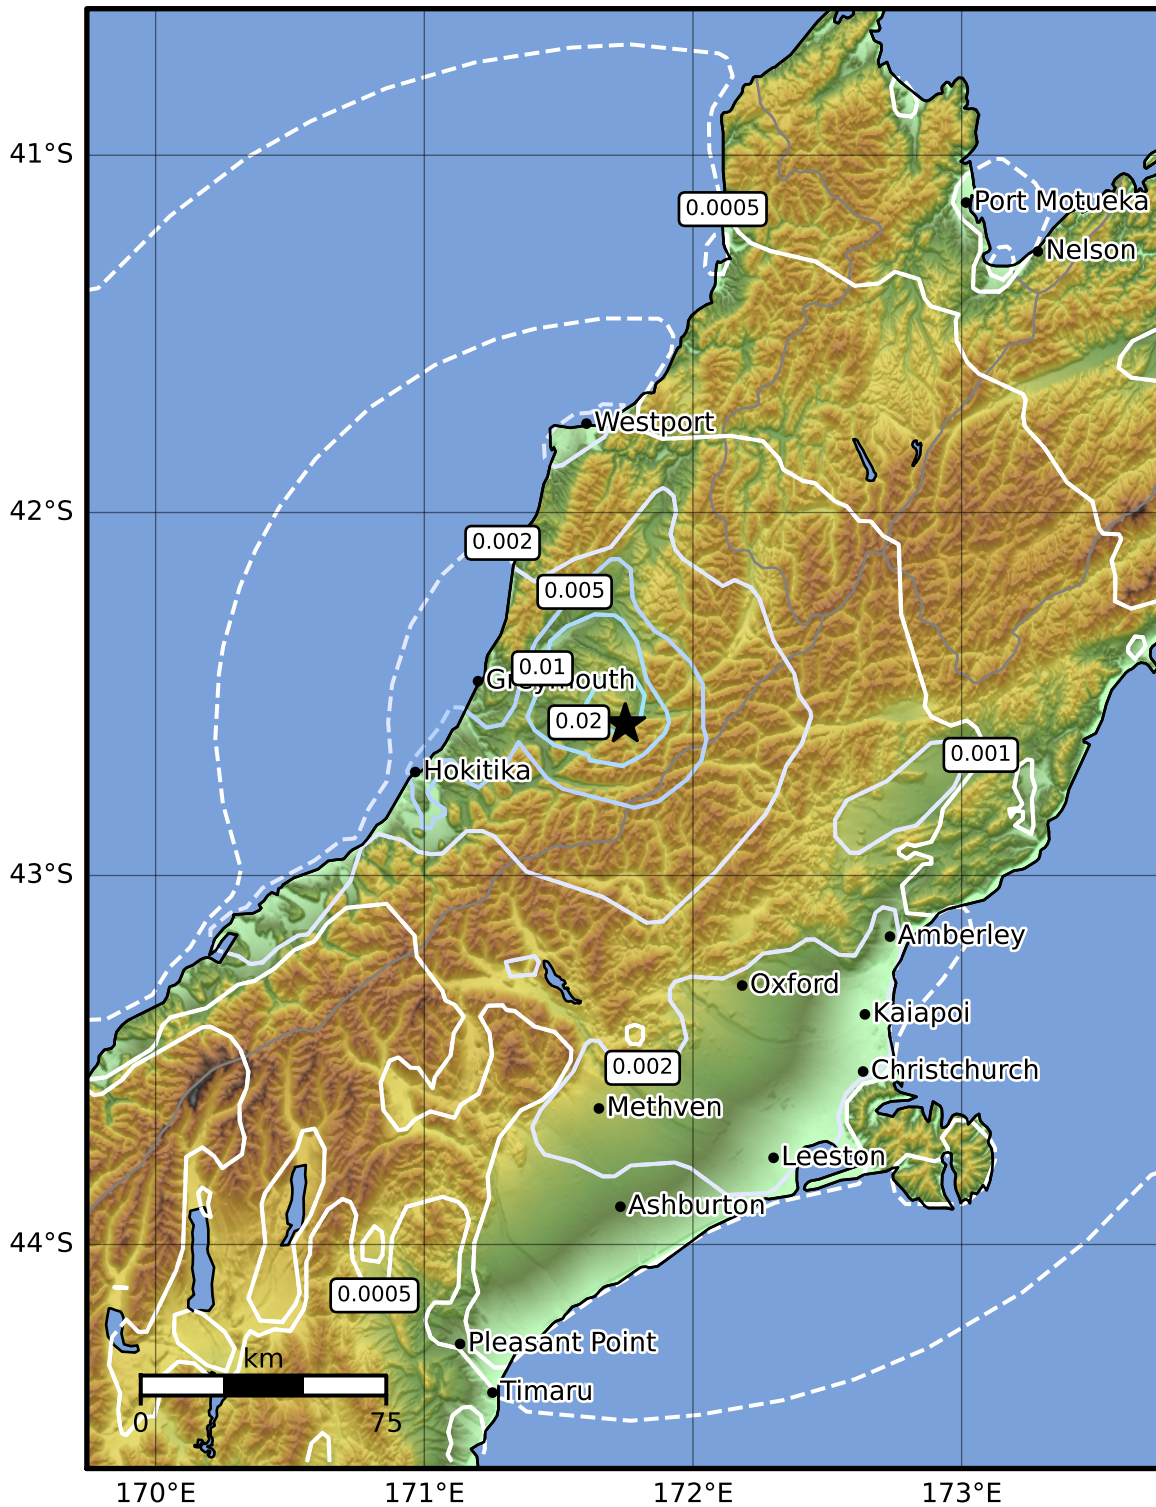 41°S
0.0005
Port Motueka
Nelson
Westport
42°S
0.002
0.005
0.01
Greymouth
0.02
0.001
Hokitika
43°S
Amberley
Oxford
Kaiapoi
0.002
Christchurch
Methven
Leeston
Ashburton
44°S
0.0005
Pleasant Point
km
Timaru
0 75
170°E 171°E 172°E 173°E